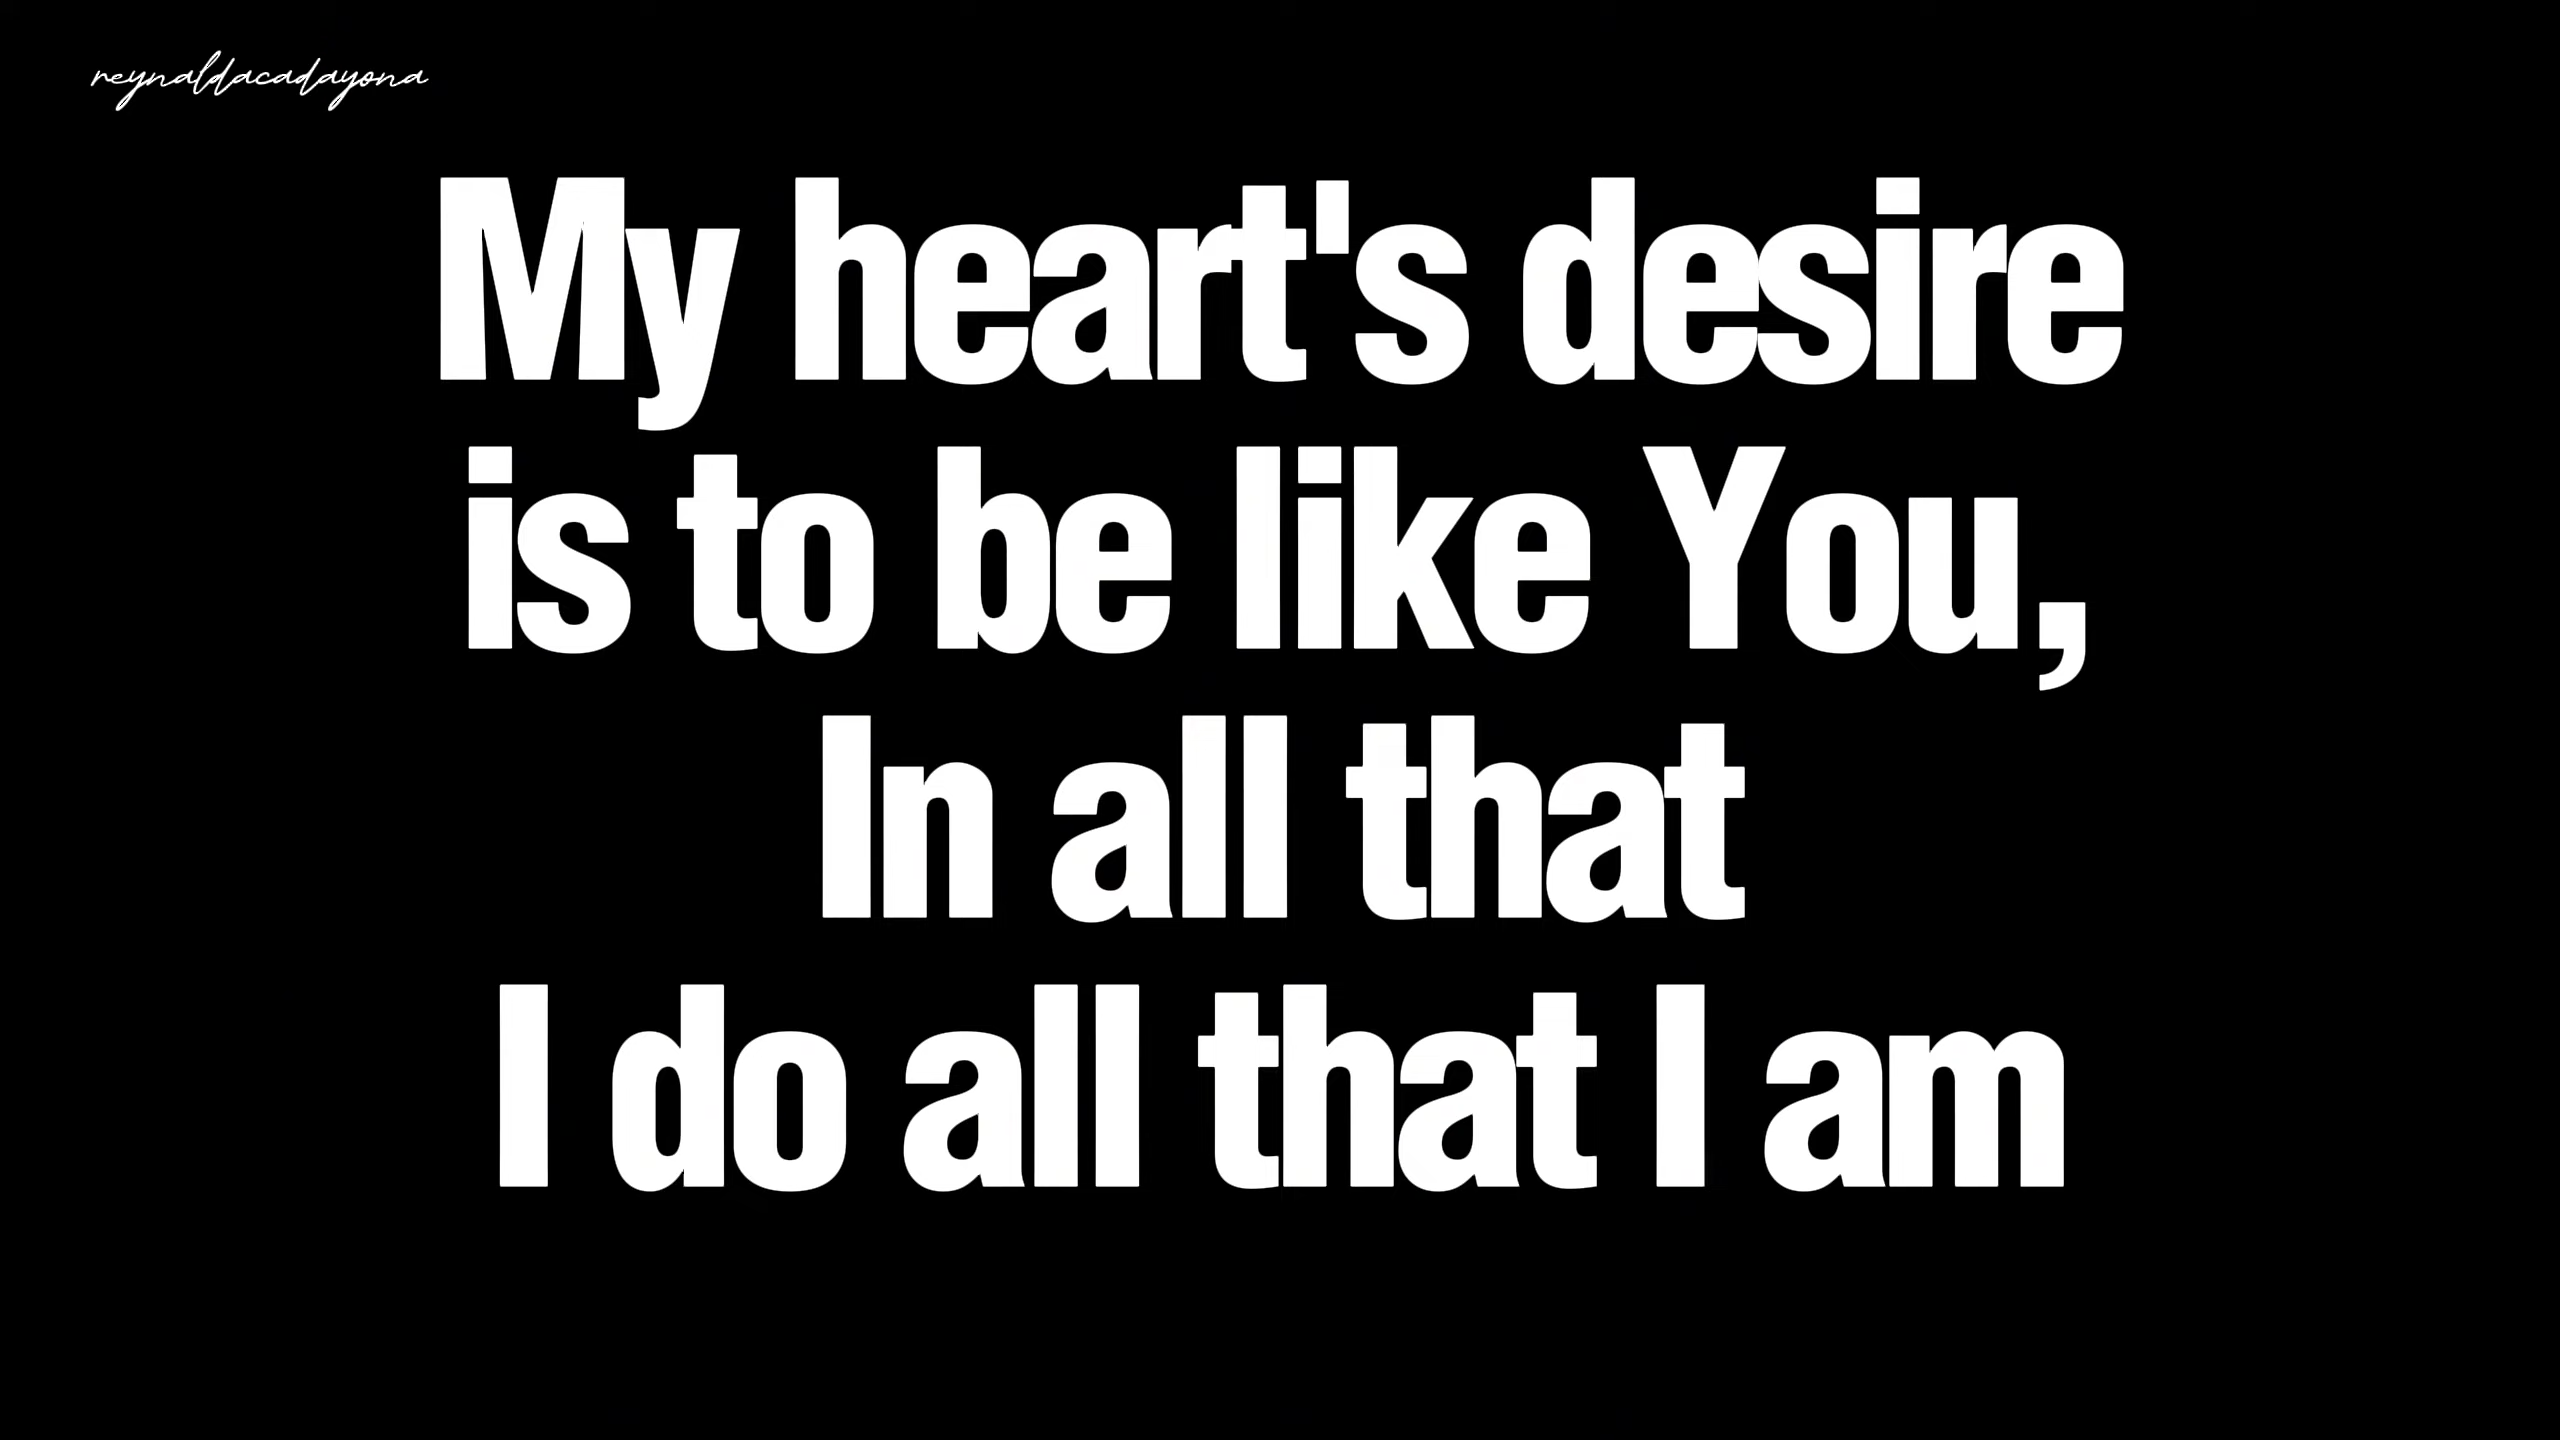 reynaldacadayona
My heart's desire
is to be like You,
In all that
I do all that I am